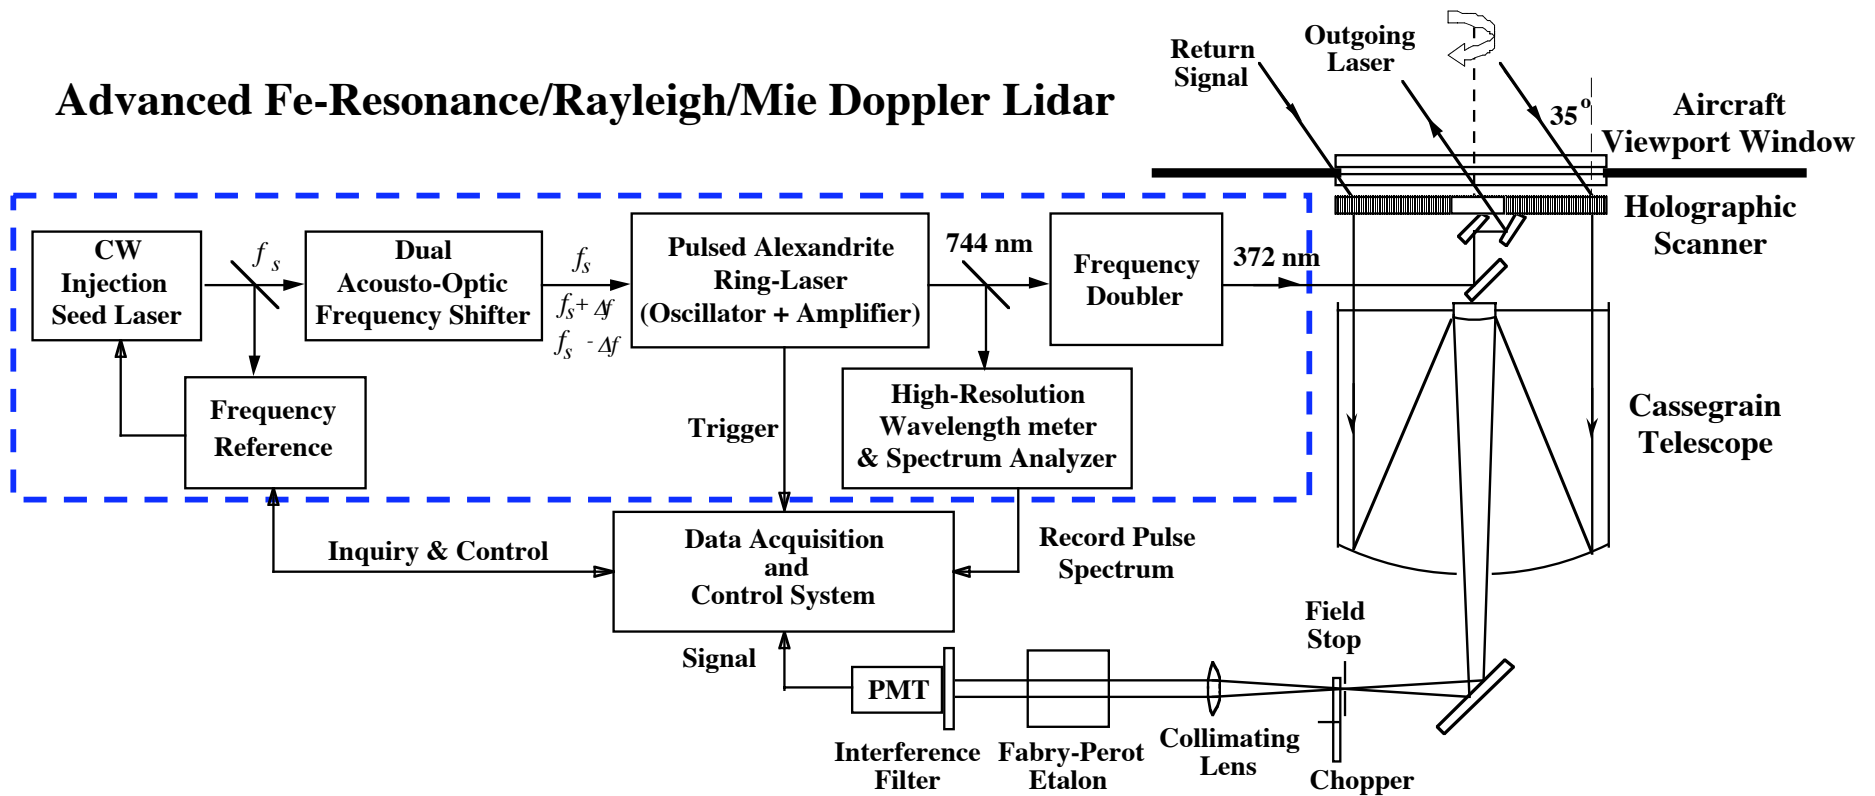 Advanced Fe-Resonance/Rayleigh/Mie Doppler Lidar
Return
Signal
Outgoing
Laser
35°
Aircraft
Viewport Window
Holographic
Scanner
CW
Injection
Seed Laser
f s
Dual
Acousto-Optic
Frequency Shifter
fs
fs + Δf
fs - Δf
Pulsed Alexandrite
Ring-Laser
(Oscillator + Amplifier)
744 nm
Frequency
Doubler
372 nm
Frequency
Reference
Trigger
High-Resolution
Wavelength meter
& Spectrum Analyzer
Cassegrain
Telescope
Inquiry & Control
Data Acquisition
and
Control System
Record Pulse
Spectrum
Signal
PMT
Interference
Filter
Fabry-Perot
Etalon
Collimating
Lens
Field
Stop
Chopper